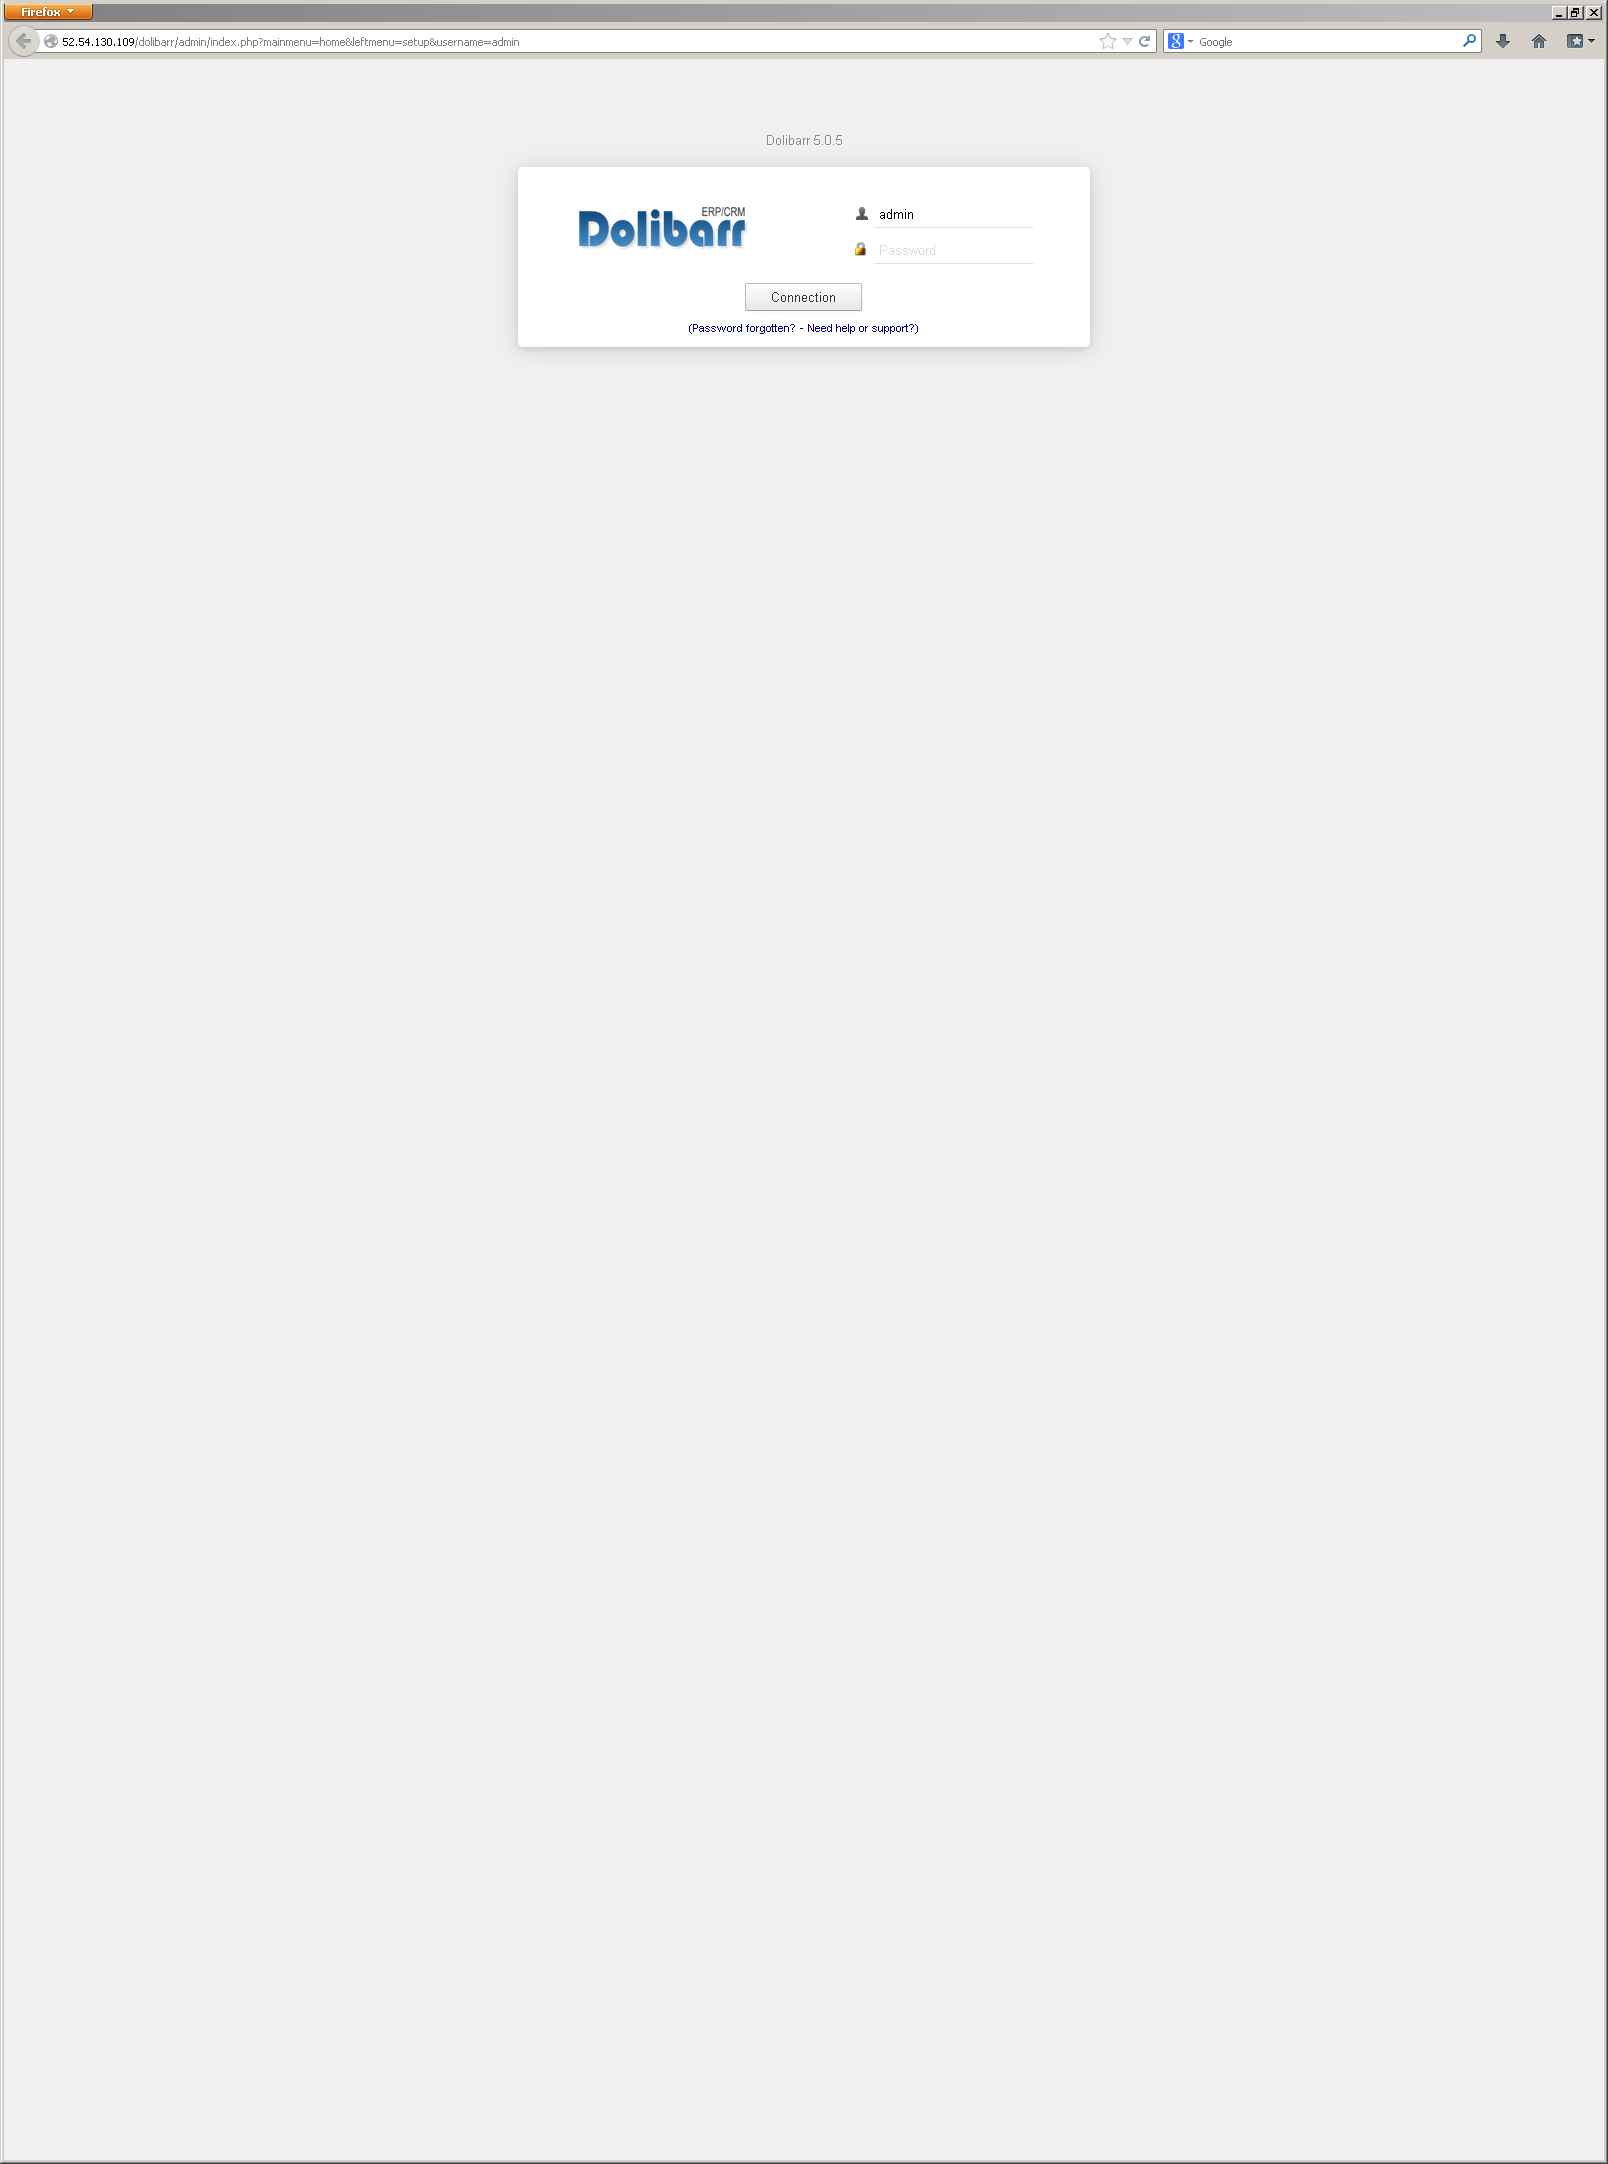 Firefox
52.54.130.109/dolibarr/admin/index.php?mainmenu=home&leftmenu=setup&username=admin
8 Google
Dolibarr 5.0.5
ERP/CRM
Dolibarr
admin
Password
Connection
(Password forgotten? - Need help or support?)